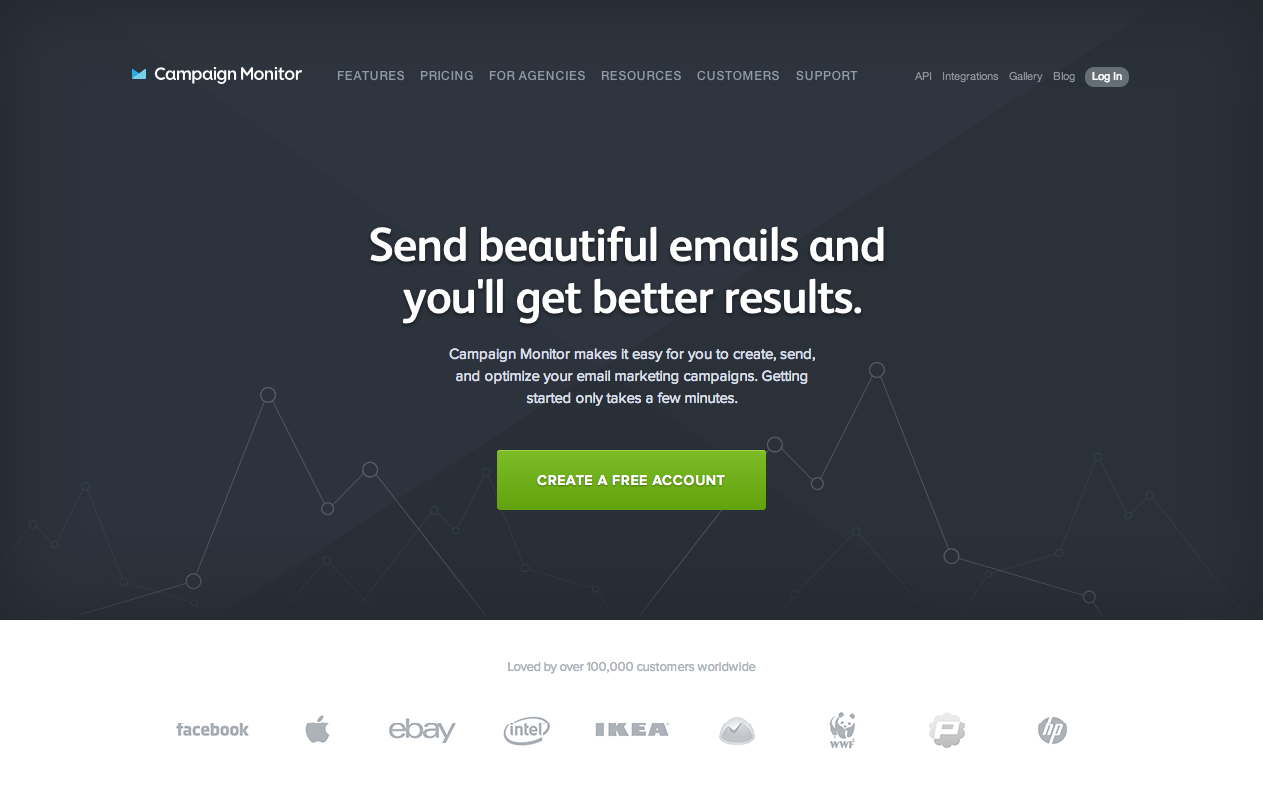 Campaign Monitor FEATURES PRICING FOR AGENCIES RESOURCES CUSTOMERS SUPPORT API Integrations Gallery Blog Log In
Send beautiful emails and
you'll get better results.
Campaign Monitor makes it easy for you to create, send,
and optimize your email marketing campaigns. Getting
started only takes a few minutes.
CREATE A FREE ACCOUNT
Loved by over 100,000 customers worldwide
facebook ebay intel IKEA WWF P hp